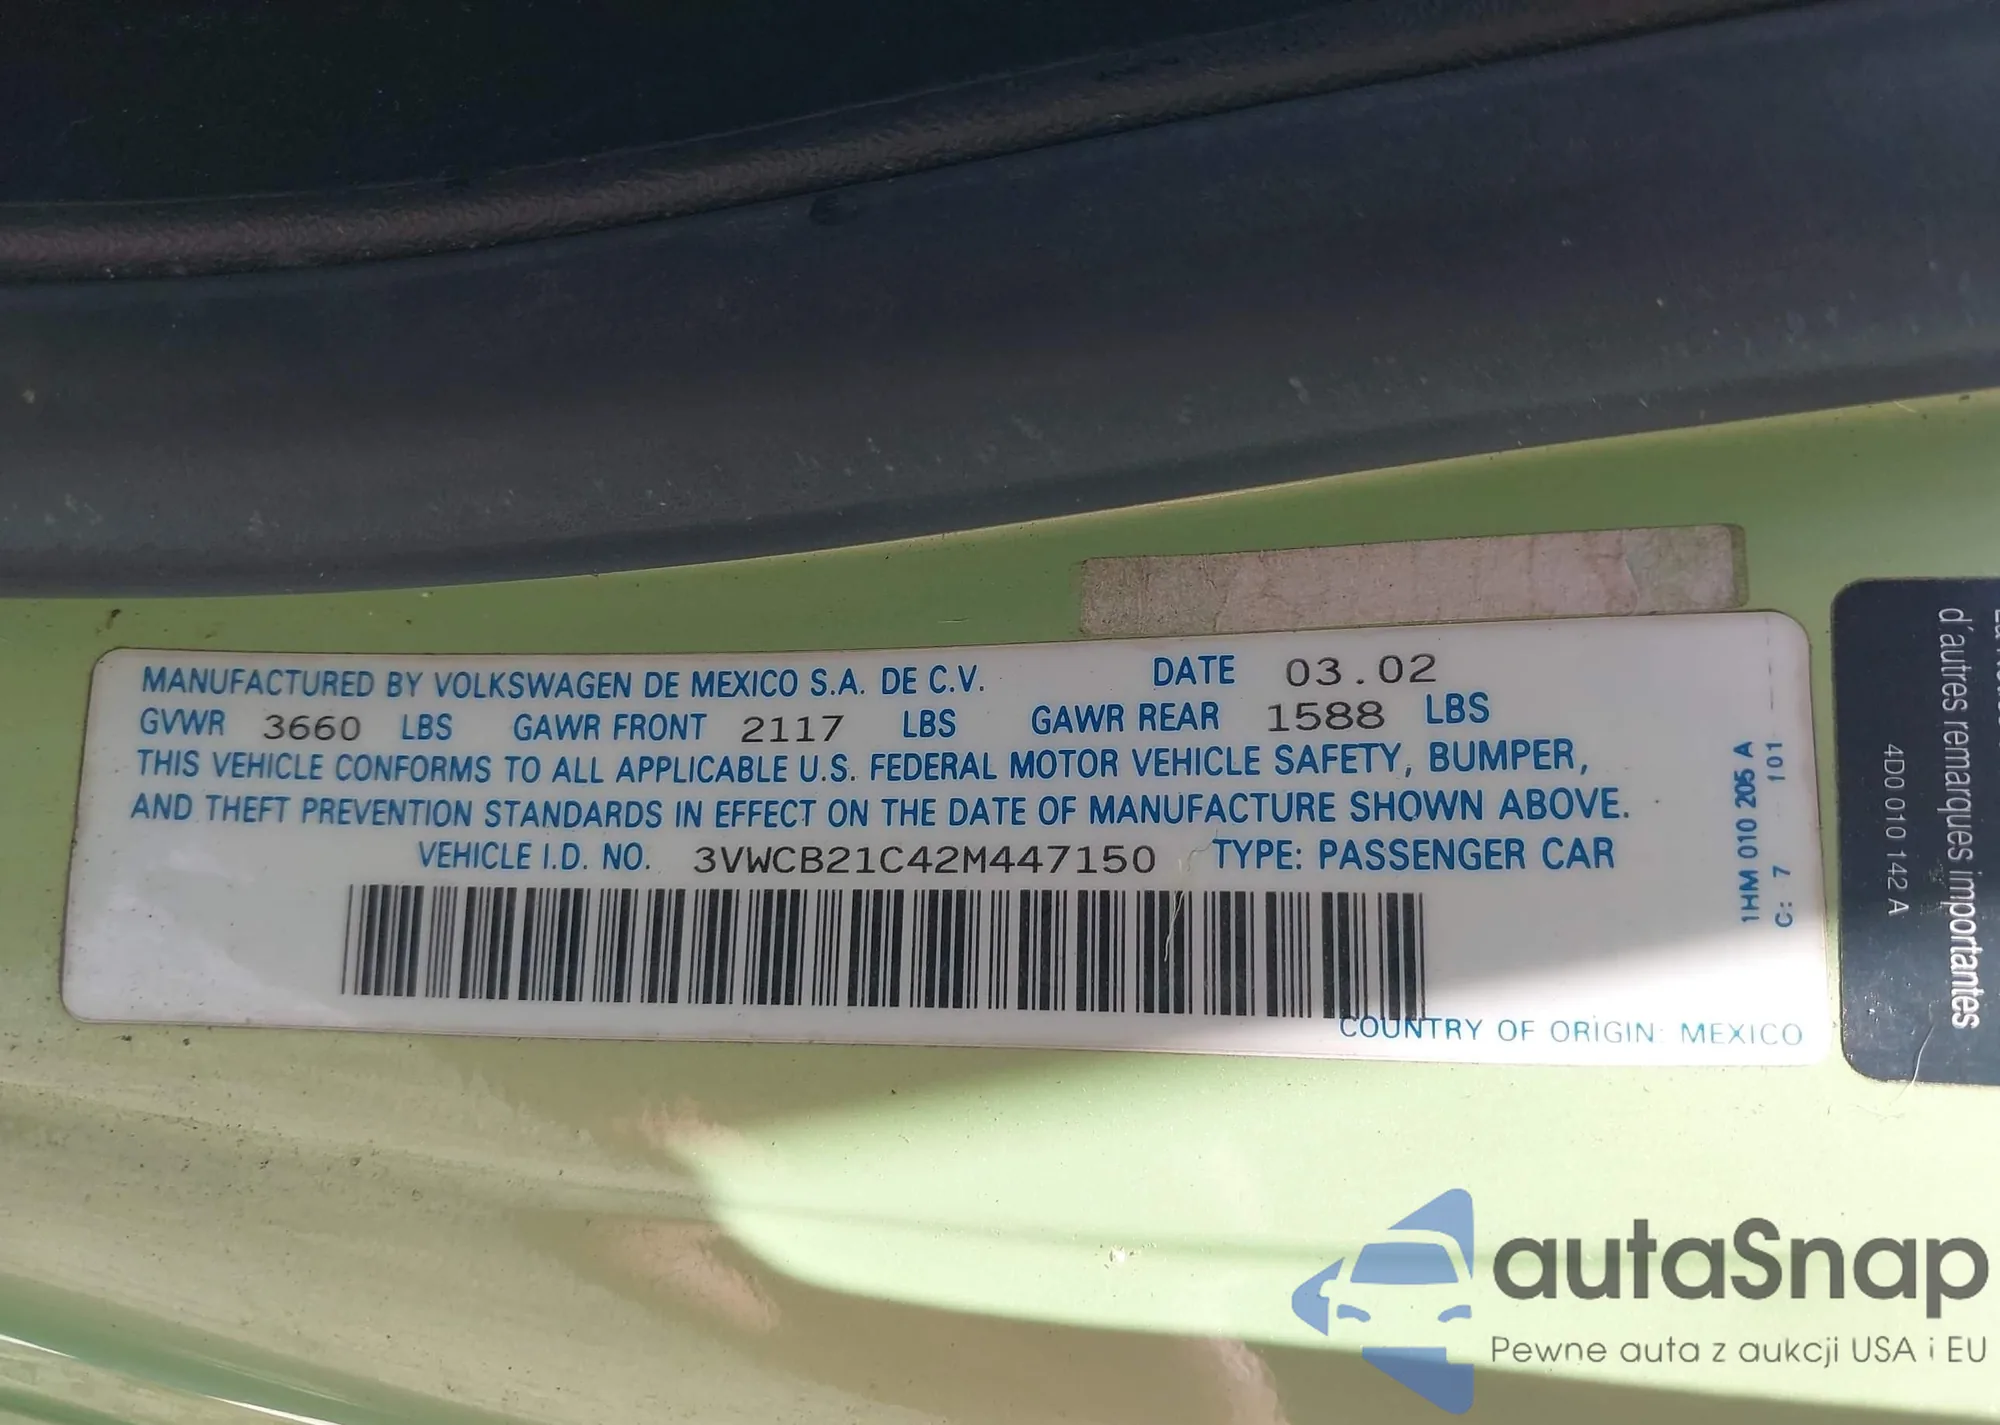 MANUFACTURED BY VOLKSWAGEN DE MEXICO S.A. DE C.V. DATE 03.02
GVWR 3660 LBS GAWR FRONT 2117 LBS GAWR REAR 1588 LBS
THIS VEHICLE CONFORMS TO ALL APPLICABLE U.S. FEDERAL MOTOR VEHICLE SAFETY, BUMPER,
AND THEFT PREVENTION STANDARDS IN EFFECT ON THE DATE OF MANUFACTURE SHOWN ABOVE.
VEHICLE I.D. NO. 3VWCB21C42M447150 TYPE: PASSENGER CAR
COUNTRY OF ORIGIN: MEXICO
1HM 010 205 A
C: 7 101
4D0 010 142 A
d'autres remarques importantes
autaSnap
Pewne auta z aukcji USA i EU